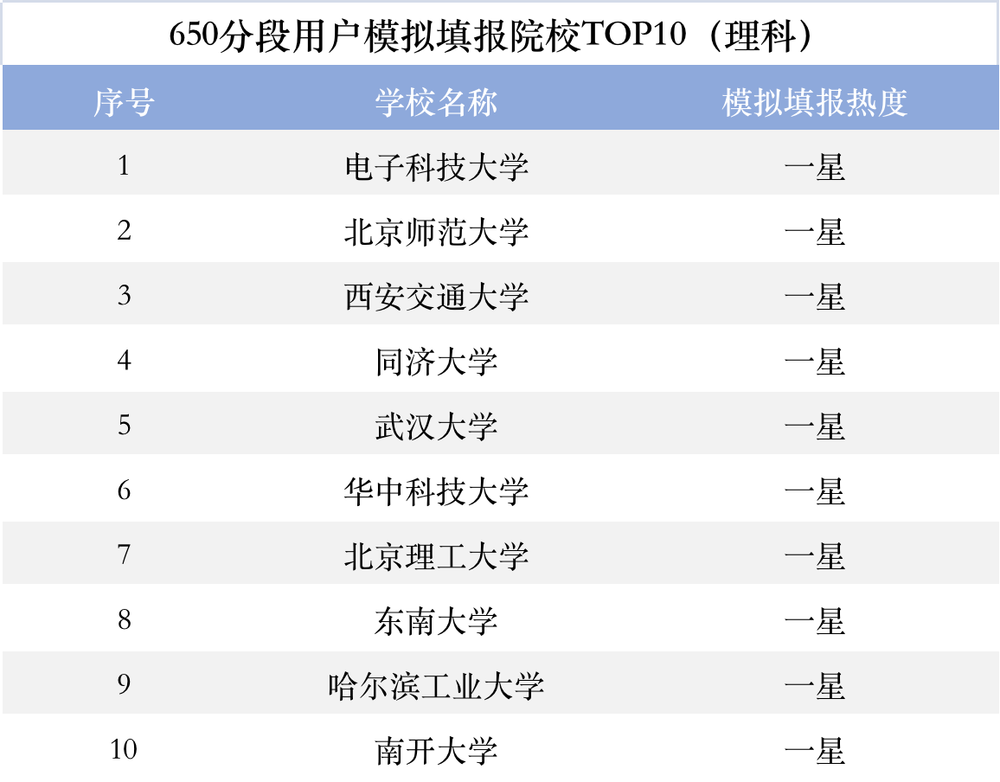 650分段用户模拟填报院校TOP10（理科）
序号 学校名称 模拟填报热度
1 电子科技大学 一星
2 北京师范大学 一星
3 西安交通大学 一星
4 同济大学 一星
5 武汉大学 一星
6 华中科技大学 一星
7 北京理工大学 一星
8 东南大学 一星
9 哈尔滨工业大学 一星
10 南开大学 一星